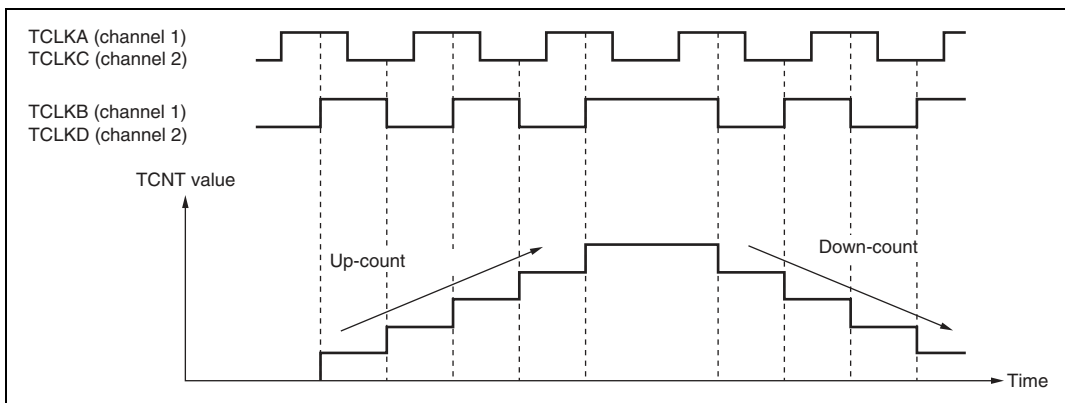 TCLKA (channel 1)
TCLKC (channel 2)
TCLKB (channel 1)
TCLKD (channel 2)
TCNT value
Up-count
Down-count
Time